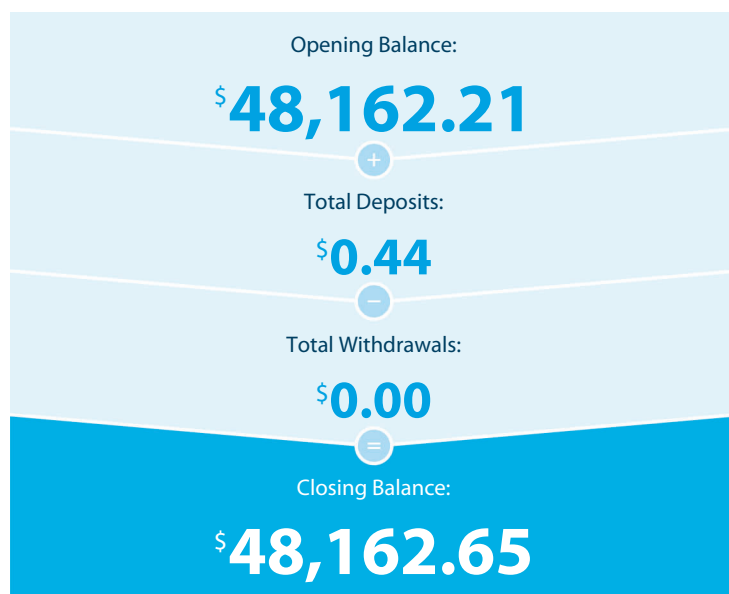 Opening Balance:
$48,162.21
+
Total Deposits:
$0.44
−
Total Withdrawals:
$0.00
=
Closing Balance:
$48,162.65